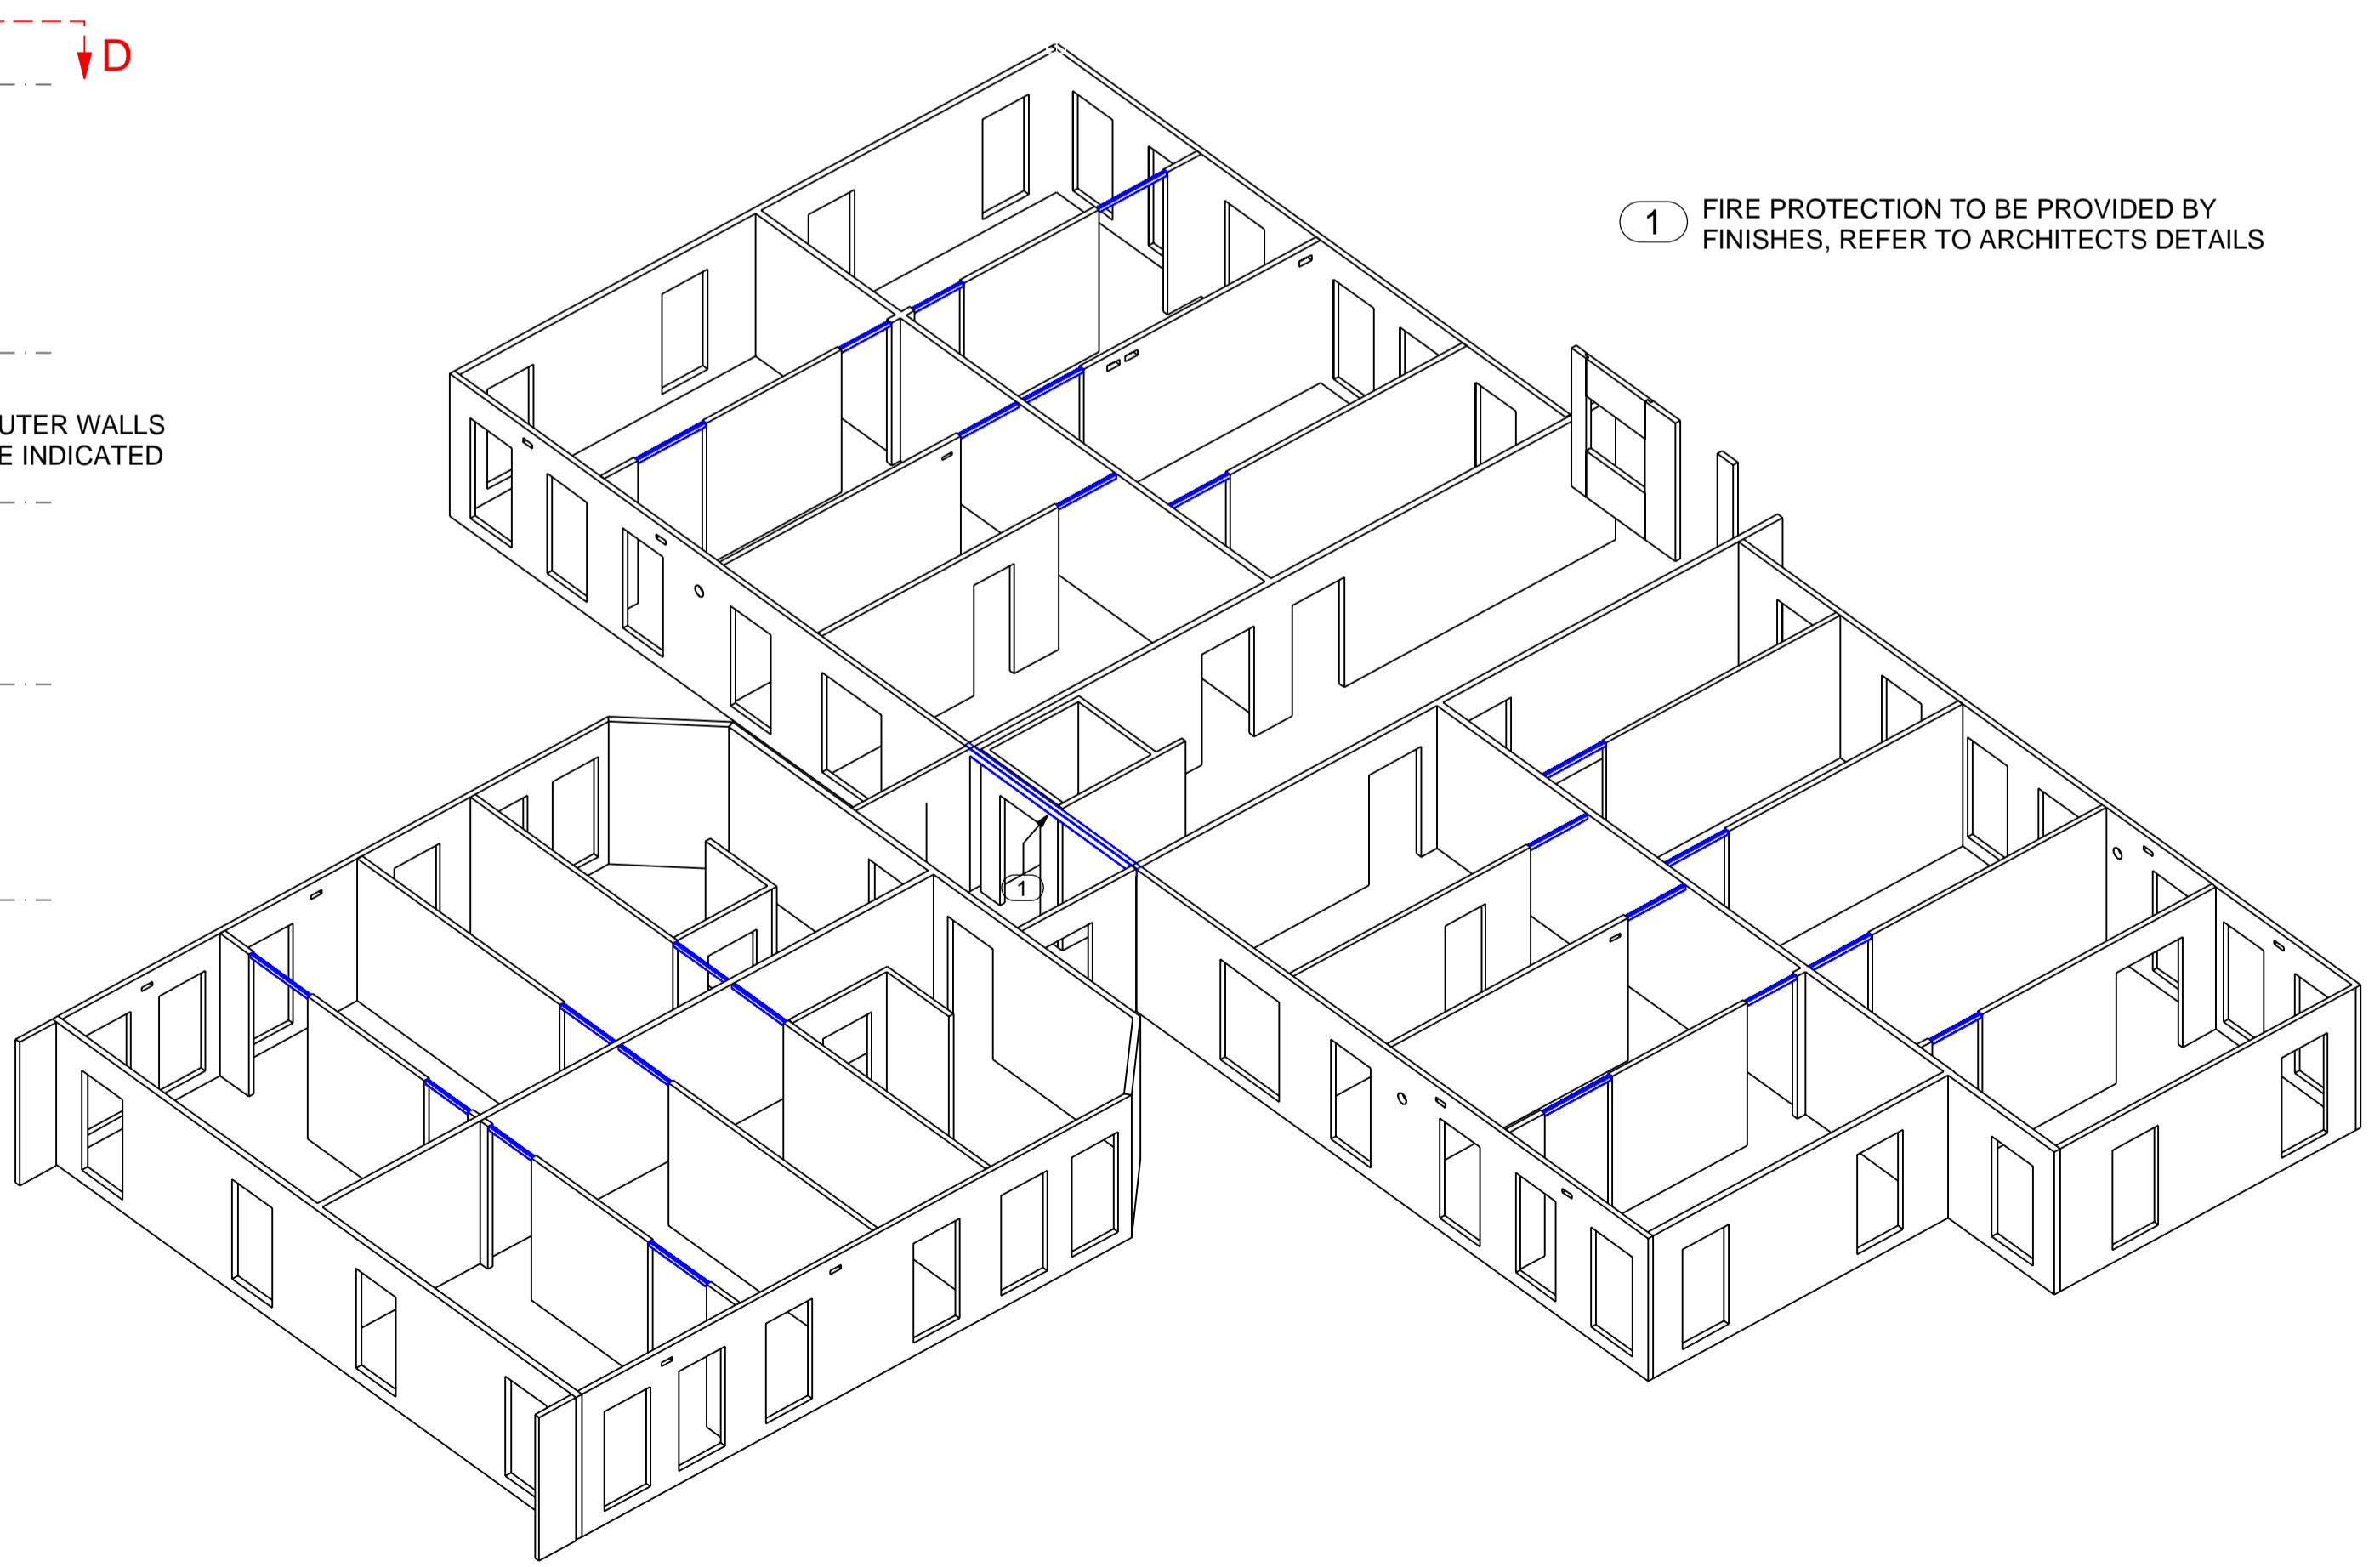 D
1 FIRE PROTECTION TO BE PROVIDED BY
FINISHES, REFER TO ARCHITECTS DETAILS
UTER WALLS
E INDICATED
1